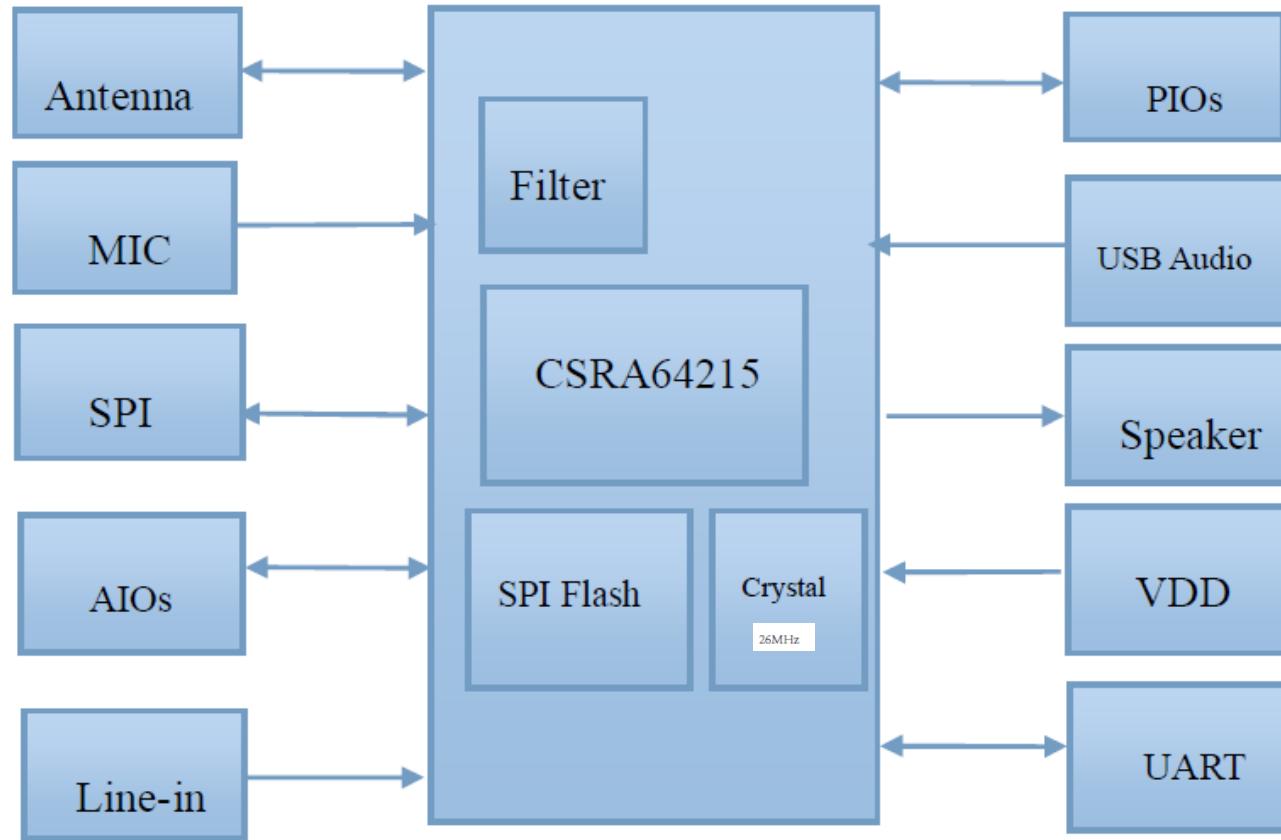 Antenna
MIC
SPI
AIOs
Line-in
Filter
CSRA64215
SPI Flash
Crystal
26MHz
PIOs
USB Audio
Speaker
VDD
UART